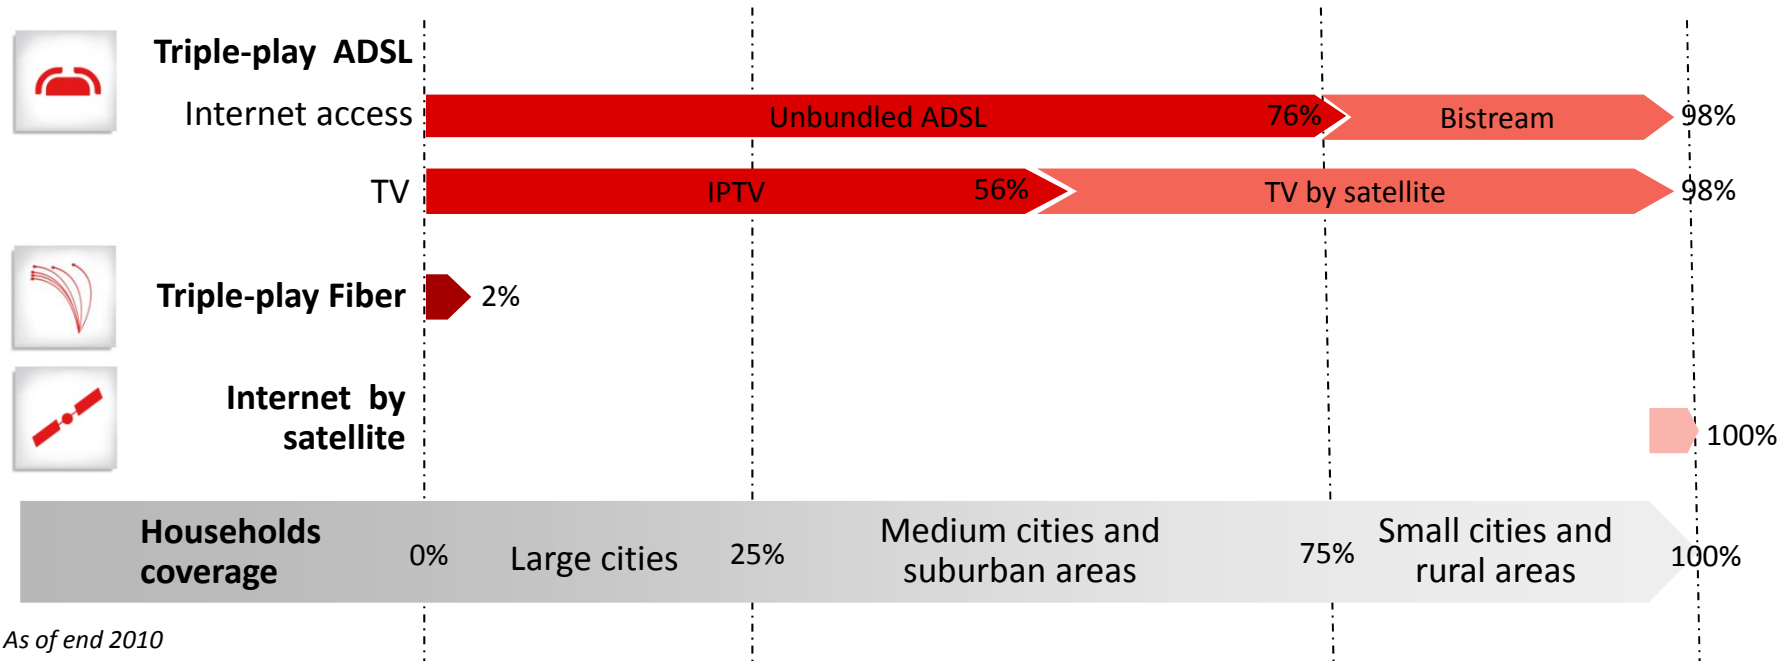 Triple-play ADSL
Internet access
Unbundled ADSL
76%
Bistream
98%
TV
IPTV
56%
TV by satellite
98%
Triple-play Fiber
2%
Internet by
satellite
100%
Households
coverage
0%
Large cities
25%
Medium cities and
suburban areas
75%
Small cities and
rural areas
100%
As of end 2010